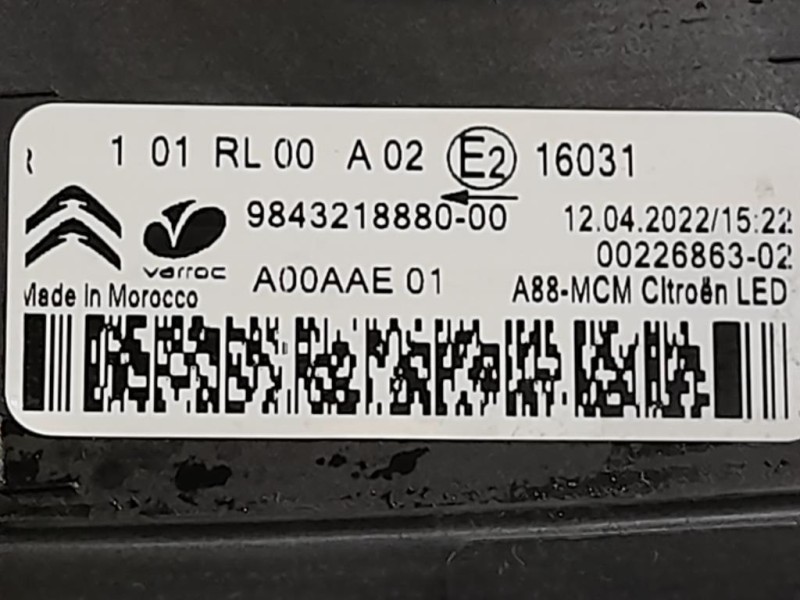 1 01 RL 00 A 02 E2 16031
9843218880-00 12.04.2022/15:22
varroc 00226863-02
Made In Morocco A00AAE 01 A88-MCM Citroën LED